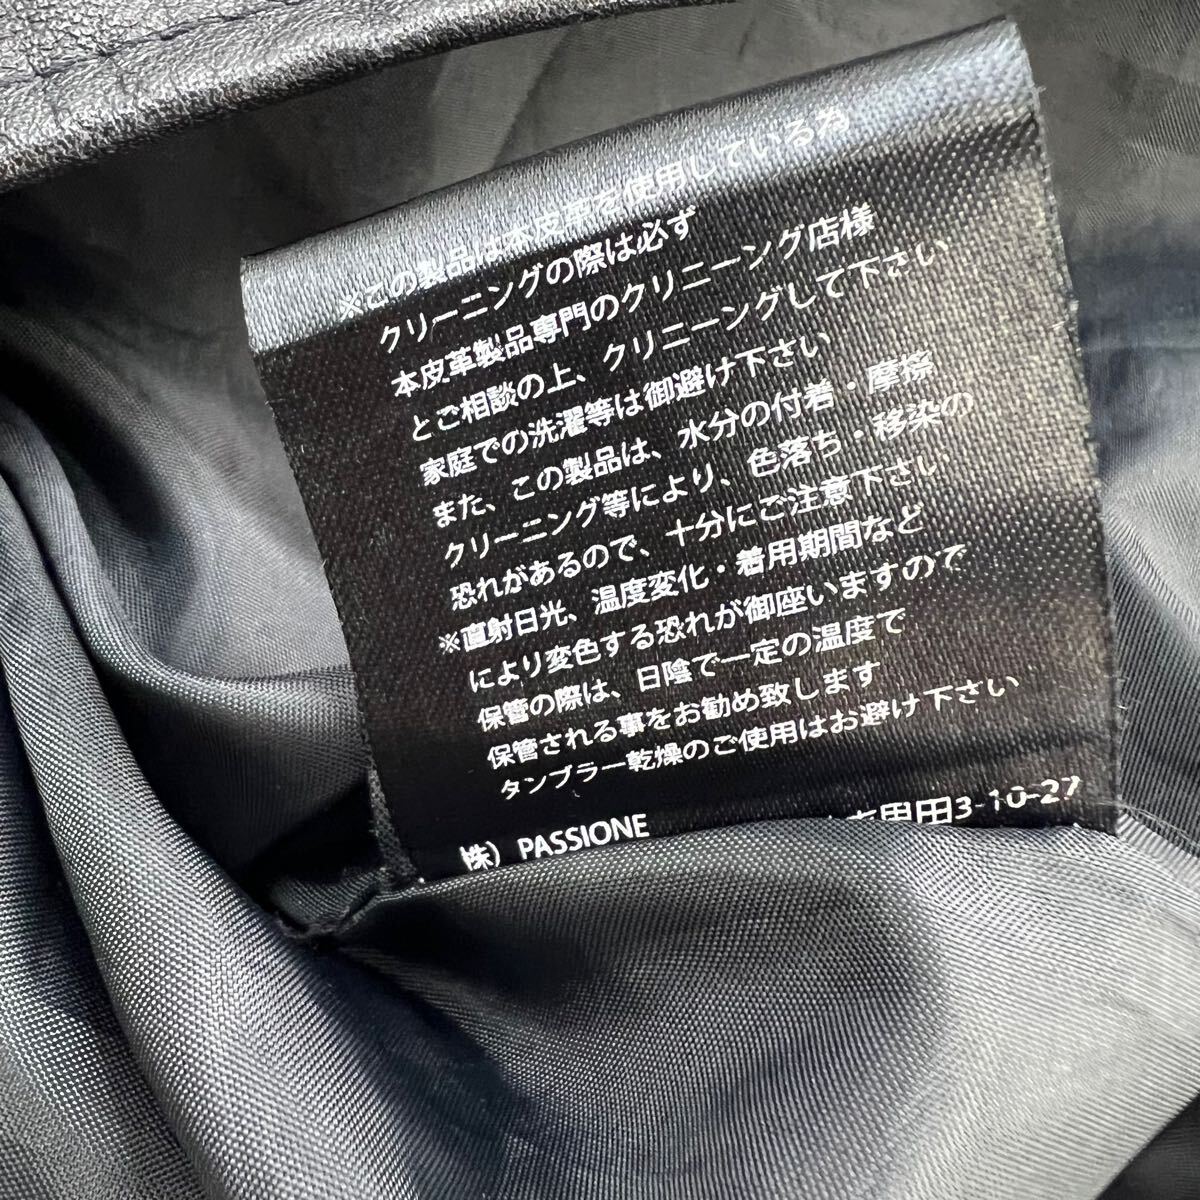 ※この製品は本皮革を使用している為
クリーニングの際は必ず
本皮革製品専門のクリーニング店様
とご相談の上、クリニーングして下さい
家庭での洗濯等は御避け下さい
また、この製品は、水分の付着・摩擦
クリーニング等により、色落ち・移染の
恐れがあるので、十分にご注意下さい
※直射日光、温度変化・着用期間など
により変色する恐れが御座いますので
保管の際は、日陰で一定の温度で
保管される事をお勧め致します
タンブラー乾燥のご使用はお避け下さい
㈱ PASSIONE 3-10-27